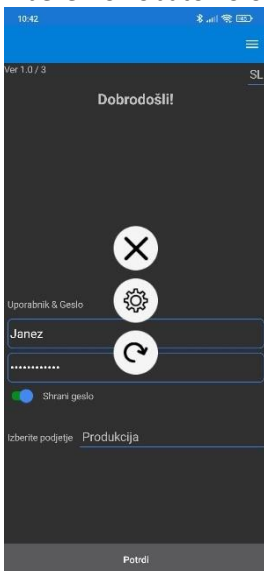 10:42
Ver 1.0 / 3
SL
Dobrodošli!
Uporabnik & Geslo
Janez
............
Shrani geslo
Izberite podjetje Produkcija
Potrdi